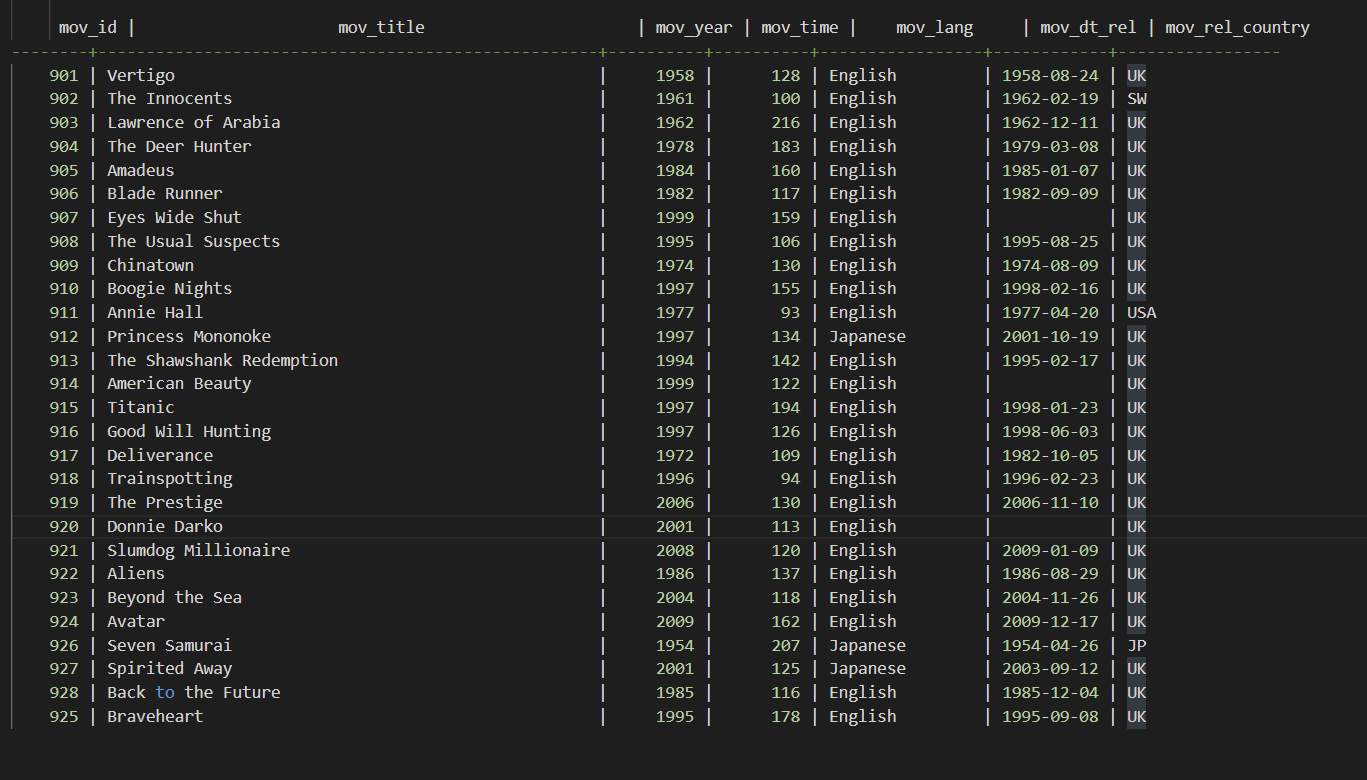 mov_id | mov_title | mov_year | mov_time | mov_lang | mov_dt_rel | mov_rel_country
--------+-----------------------------------------------------+----------+----------+-----------------+------------+-----------------
901 | Vertigo | 1958 | 128 | English | 1958-08-24 | UK
902 | The Innocents | 1961 | 100 | English | 1962-02-19 | SW
903 | Lawrence of Arabia | 1962 | 216 | English | 1962-12-11 | UK
904 | The Deer Hunter | 1978 | 183 | English | 1979-03-08 | UK
905 | Amadeus | 1984 | 160 | English | 1985-01-07 | UK
906 | Blade Runner | 1982 | 117 | English | 1982-09-09 | UK
907 | Eyes Wide Shut | 1999 | 159 | English | | UK
908 | The Usual Suspects | 1995 | 106 | English | 1995-08-25 | UK
909 | Chinatown | 1974 | 130 | English | 1974-08-09 | UK
910 | Boogie Nights | 1997 | 155 | English | 1998-02-16 | UK
911 | Annie Hall | 1977 | 93 | English | 1977-04-20 | USA
912 | Princess Mononoke | 1997 | 134 | Japanese | 2001-10-19 | UK
913 | The Shawshank Redemption | 1994 | 142 | English | 1995-02-17 | UK
914 | American Beauty | 1999 | 122 | English | | UK
915 | Titanic | 1997 | 194 | English | 1998-01-23 | UK
916 | Good Will Hunting | 1997 | 126 | English | 1998-06-03 | UK
917 | Deliverance | 1972 | 109 | English | 1982-10-05 | UK
918 | Trainspotting | 1996 | 94 | English | 1996-02-23 | UK
919 | The Prestige | 2006 | 130 | English | 2006-11-10 | UK
920 | Donnie Darko | 2001 | 113 | English | | UK
921 | Slumdog Millionaire | 2008 | 120 | English | 2009-01-09 | UK
922 | Aliens | 1986 | 137 | English | 1986-08-29 | UK
923 | Beyond the Sea | 2004 | 118 | English | 2004-11-26 | UK
924 | Avatar | 2009 | 162 | English | 2009-12-17 | UK
926 | Seven Samurai | 1954 | 207 | Japanese | 1954-04-26 | JP
927 | Spirited Away | 2001 | 125 | Japanese | 2003-09-12 | UK
928 | Back to the Future | 1985 | 116 | English | 1985-12-04 | UK
925 | Braveheart | 1995 | 178 | English | 1995-09-08 | UK